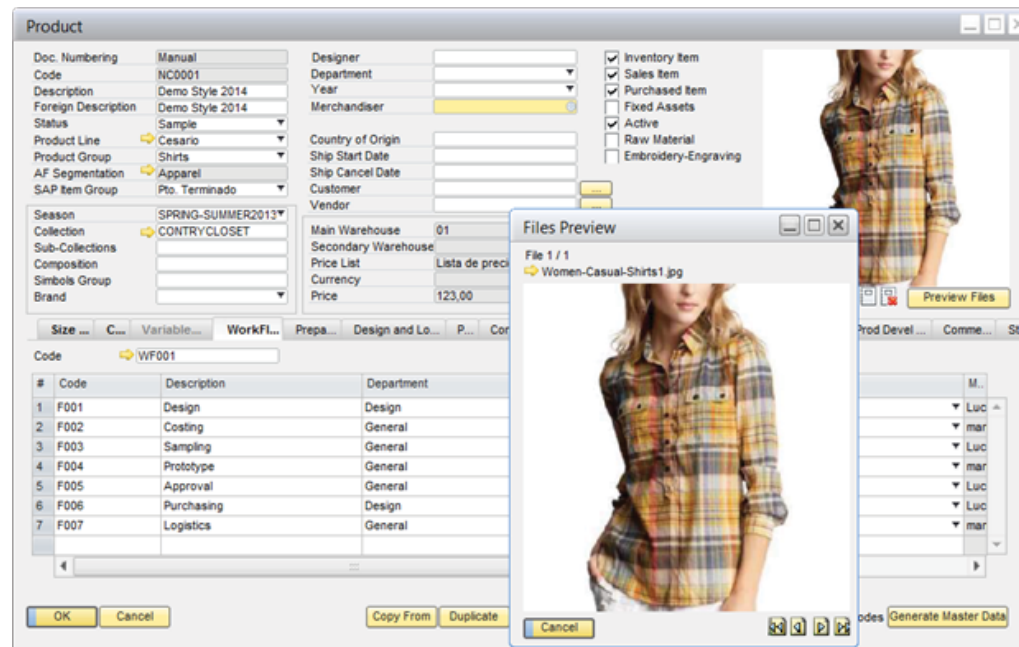 Product
Doc. Numbering Manual
Code NC0001
Description Demo Style 2014
Foreign Description Demo Style 2014
Status Sample
Product Line Cesario
Product Group Shirts
AF Segmentation Apparel
SAP Item Group Pto. Terminado
Season SPRING-SUMMER2013
Collection CONTRYCLOSET
Sub-Collections
Composition
Simbols Group
Brand
Designer
Department
Year
Merchandiser
Country of Origin
Ship Start Date
Ship Cancel Date
Customer ...
Vendor ...
Main Warehouse 01
Secondary Warehouse
Price List Lista de preci
Currency
Price 123,00
Inventory Item
Sales Item
Purchased Item
Fixed Assets
Active
Raw Material
Embroidery-Engraving
Preview Files
Size ... C... Variable... WorkFl... Prepa... Design and Lo... P... Cor Prod Devel ... Comme... St
Code WF001
# Code Description Department M..
1 F001 Design Design Luc
2 F002 Costing General mar
3 F003 Sampling General Luc
4 F004 Prototype General mar
5 F005 Approval General Luc
6 F006 Purchasing Design Luc
7 F007 Logistics General mar
OK Cancel Copy From Duplicate odes Generate Master Data
Files Preview
File 1 / 1
Women-Casual-Shirts1.jpg
Cancel